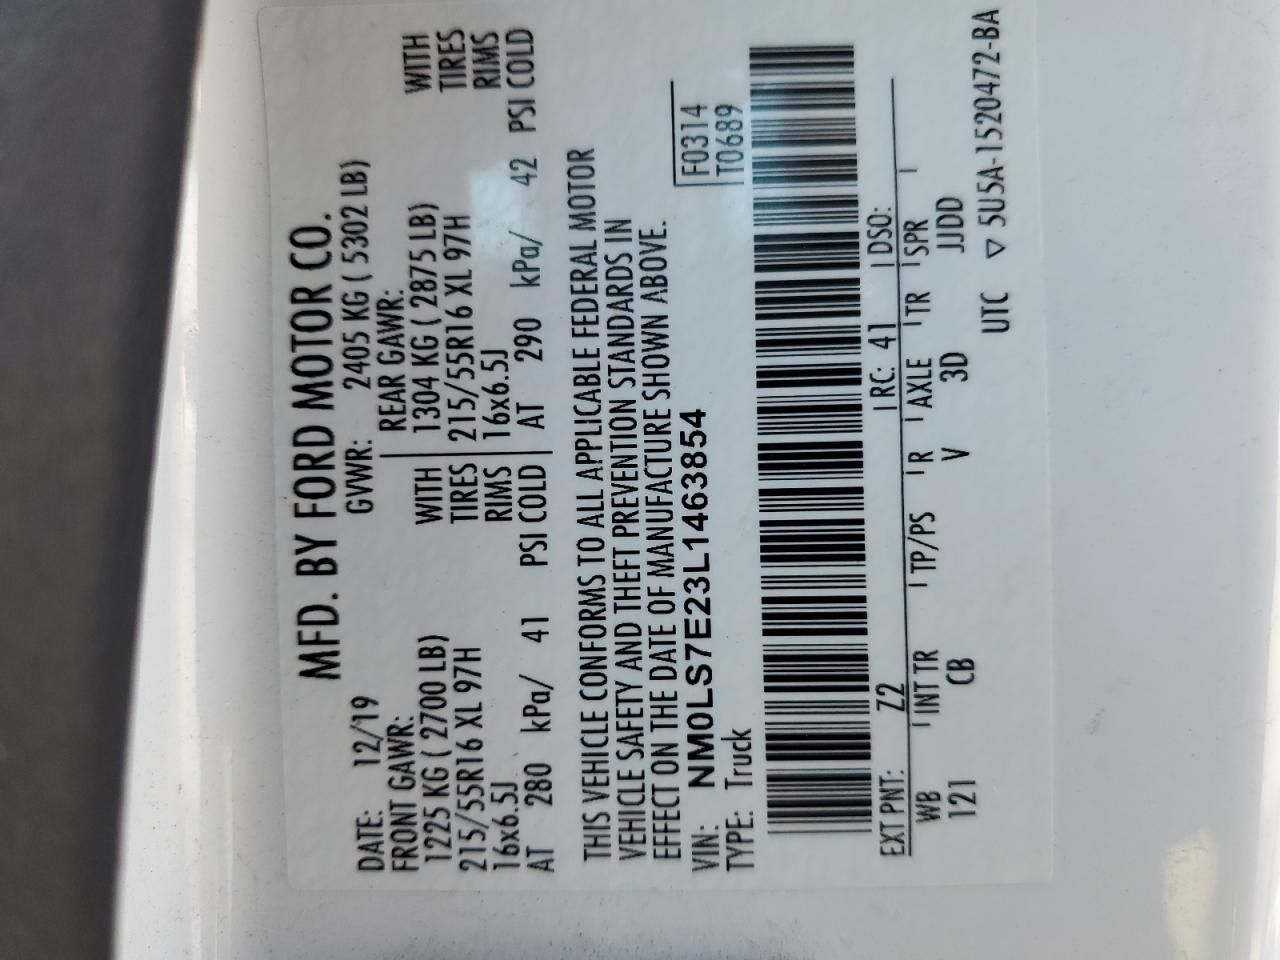 MFD. BY FORD MOTOR CO.
DATE: 12/19 GVWR: 2405 KG ( 5302 LB)
FRONT GAWR: REAR GAWR:
1225 KG ( 2700 LB) WITH 1304 KG ( 2875 LB) WITH
215/55R16 XL 97H TIRES 215/55R16 XL 97H TIRES
16x6.5J RIMS 16x6.5J RIMS
AT 280 kPa/ 41 PSI COLD AT 290 kPa/ 42 PSI COLD
THIS VEHICLE CONFORMS TO ALL APPLICABLE FEDERAL MOTOR
VEHICLE SAFETY AND THEFT PREVENTION STANDARDS IN
EFFECT ON THE DATE OF MANUFACTURE SHOWN ABOVE.
VIN: NM0LS7E23L1463854 F0314
TYPE: Truck T0689
EXT PNT: Z2 RC: 41 DSO:
WB INT TR TP/PS R AXLE TR SPR
121 CB V 3D JJDD
UTC ▽ 5U5A-1520472-BA